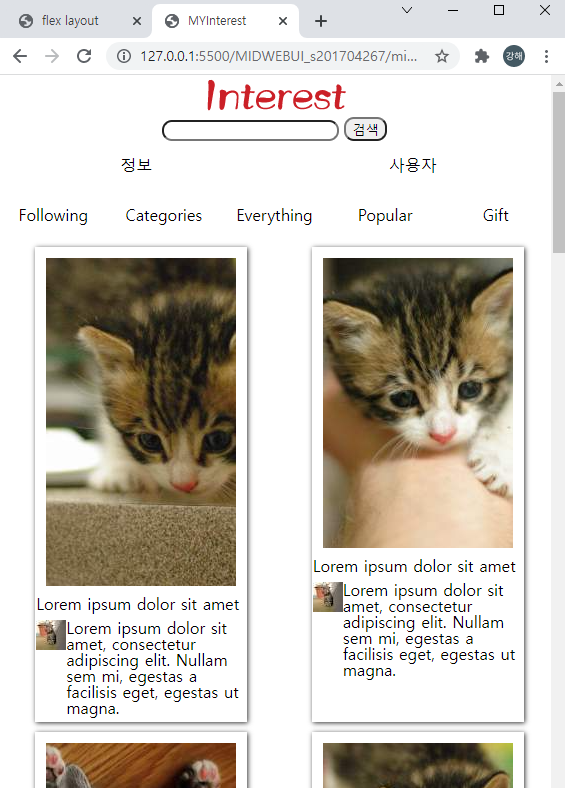 flex layout
MYInterest
127.0.0.1:5500/MIDWEBUI_s201704267/mi...
강해
Interest
검색
정보 사용자
Following Categories Everything Popular Gift
Lorem ipsum dolor sit amet
Lorem ipsum dolor sit
amet, consectetur
adipiscing elit. Nullam
sem mi, egestas a
facilisis eget, egestas ut
magna.
Lorem ipsum dolor sit amet
Lorem ipsum dolor sit
amet, consectetur
adipiscing elit. Nullam
sem mi, egestas a
facilisis eget, egestas ut
magna.